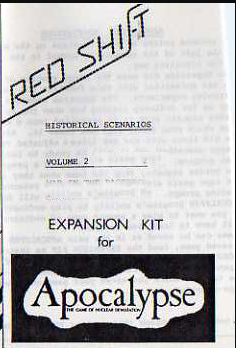 RED SHIFT
HISTORICAL SCENARIOS
VOLUME 2
EXPANSION KIT
for
Apocalypse
THE GAME OF NUCLEAR DEVASTATION